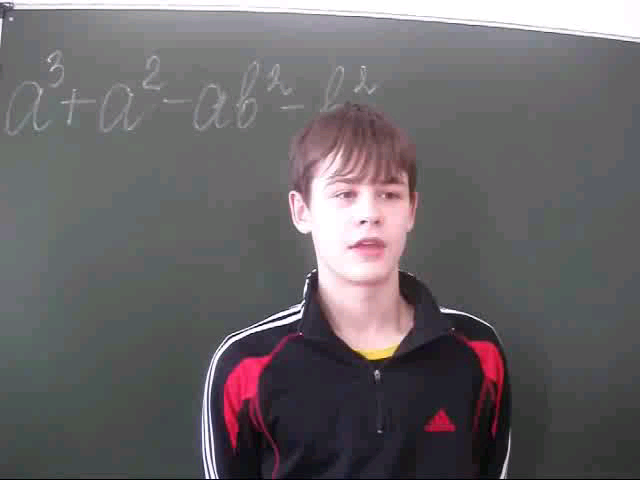 a³ + a² - ab² - b²